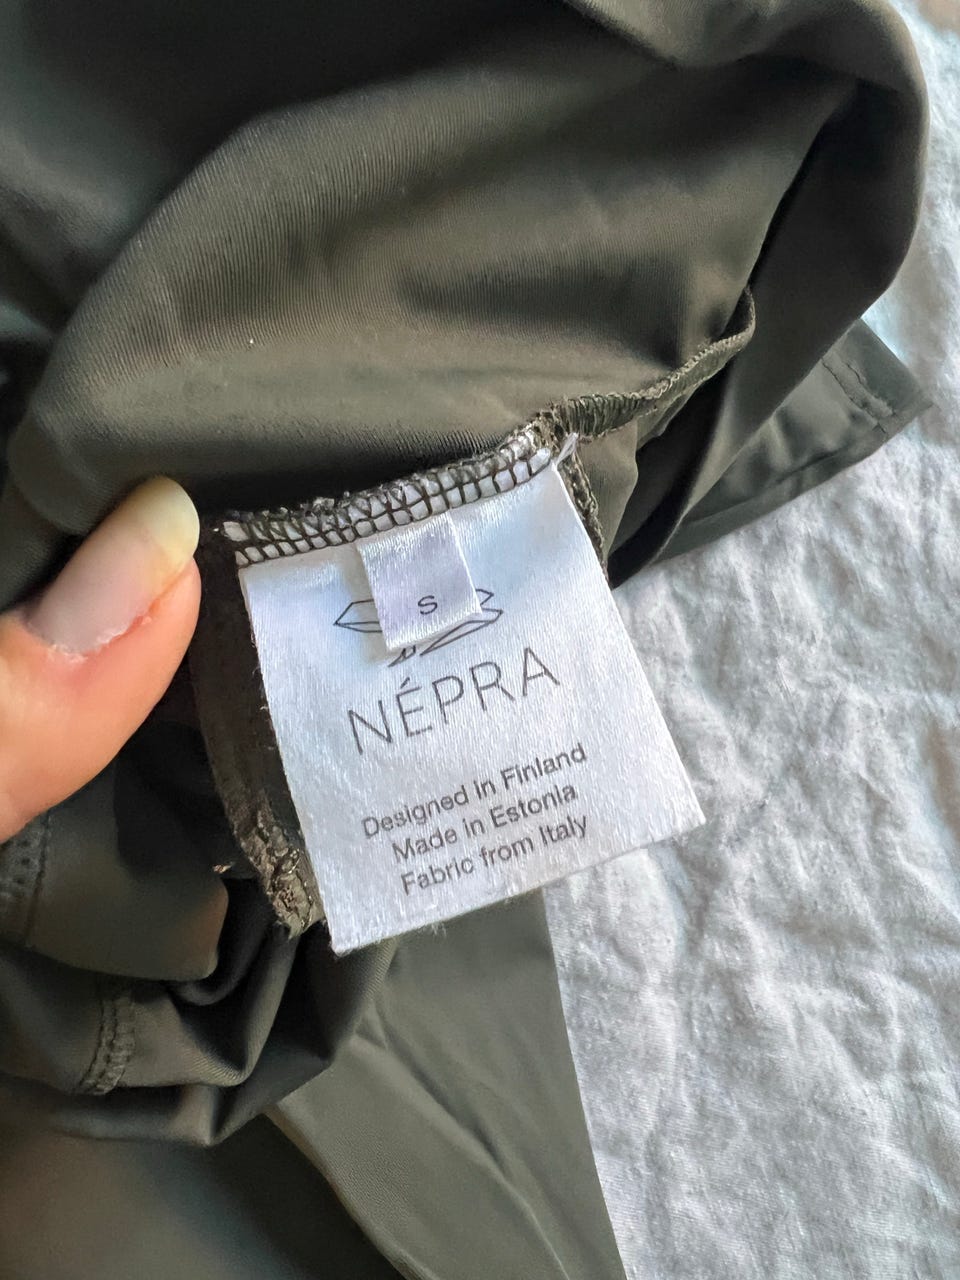 S
NÉPRA
Designed in Finland
Made in Estonia
Fabric from Italy